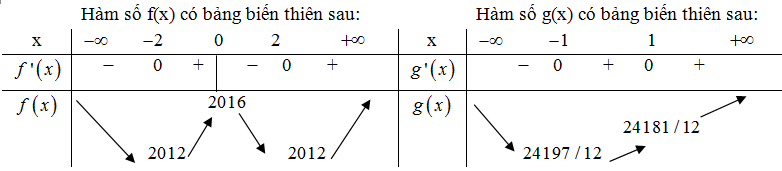 Hàm số f(x) có bảng biến thiên sau: Hàm số g(x) có bảng biến thiên sau:
x −∞ −2 0 2 +∞ x −∞ −1 1 +∞
f '(x) − 0 + − 0 + g'(x) − 0 + 0 +
f(x) 2016 g(x)
24181 / 12
2012 2012 24197 / 12